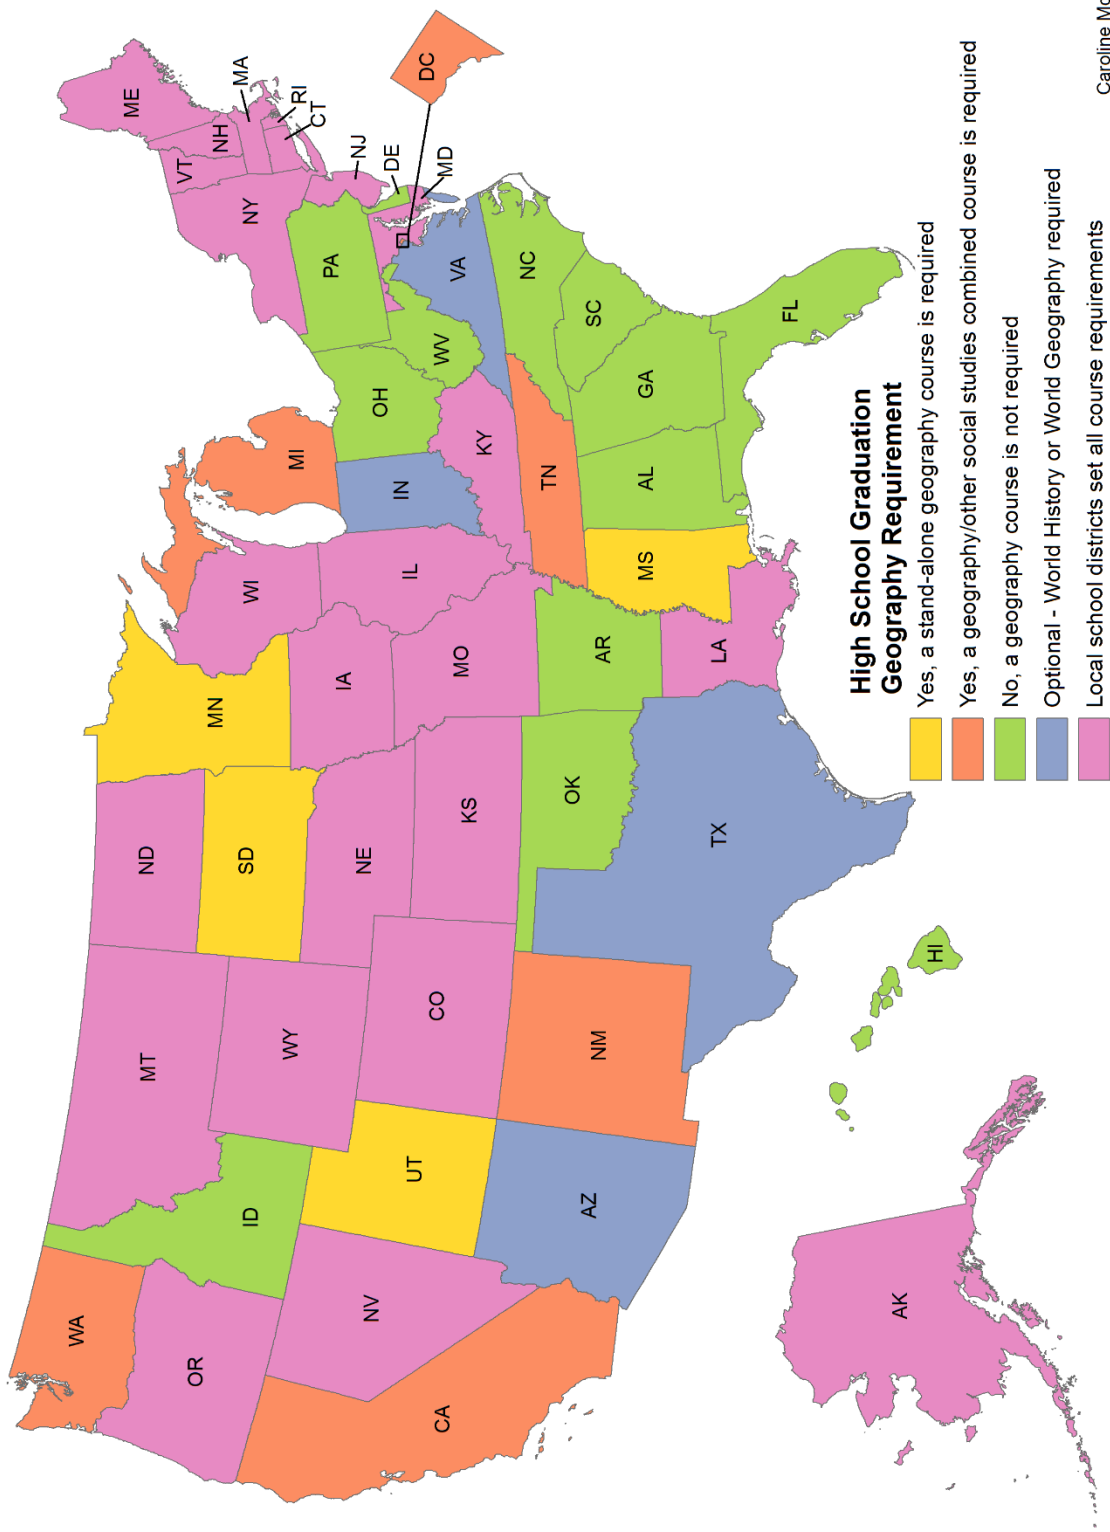 WA
OR
CA
NV
ID
MT
WY
UT
AZ
CO
NM
ND
SD
NE
KS
OK
TX
MN
IA
MO
AR
LA
WI
IL
MI
IN
OH
KY
TN
MS
AL
GA
FL
SC
NC
VA
WV
PA
NY
VT
NH
ME
MA
RI
CT
NJ
DE
MD
DC
AK
HI
High School Graduation
Geography Requirement
Yes, a stand-alone geography course is required
Yes, a geography/other social studies combined course is required
No, a geography course is not required
Optional - World History or World Geography required
Local school districts set all course requirements
Caroline